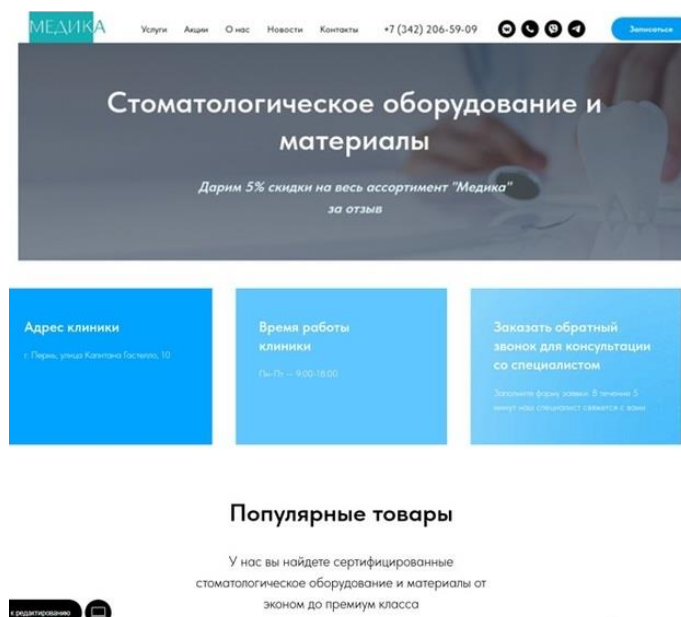 МЕДИКА
Услуги Акции О нас Новости Контакты +7 (342) 206-59-09 Записаться
Стоматологическое оборудование и
материалы
Дарим 5% скидки на весь ассортимент "Медика"
за отзыв
Адрес клиники
г. Пермь, улица Капитана Гастелло, 10
Время работы
клиники
Пн-Пт — 9:00-18:00
Заказать обратный
звонок для консультации
со специалистом
Заполните форму заявки. В течение 5
минут наш специалист свяжется с вами
Популярные товары
У нас вы найдете сертифицированные
стоматологическое оборудование и материалы от
эконом до премиум класса
к редактированию